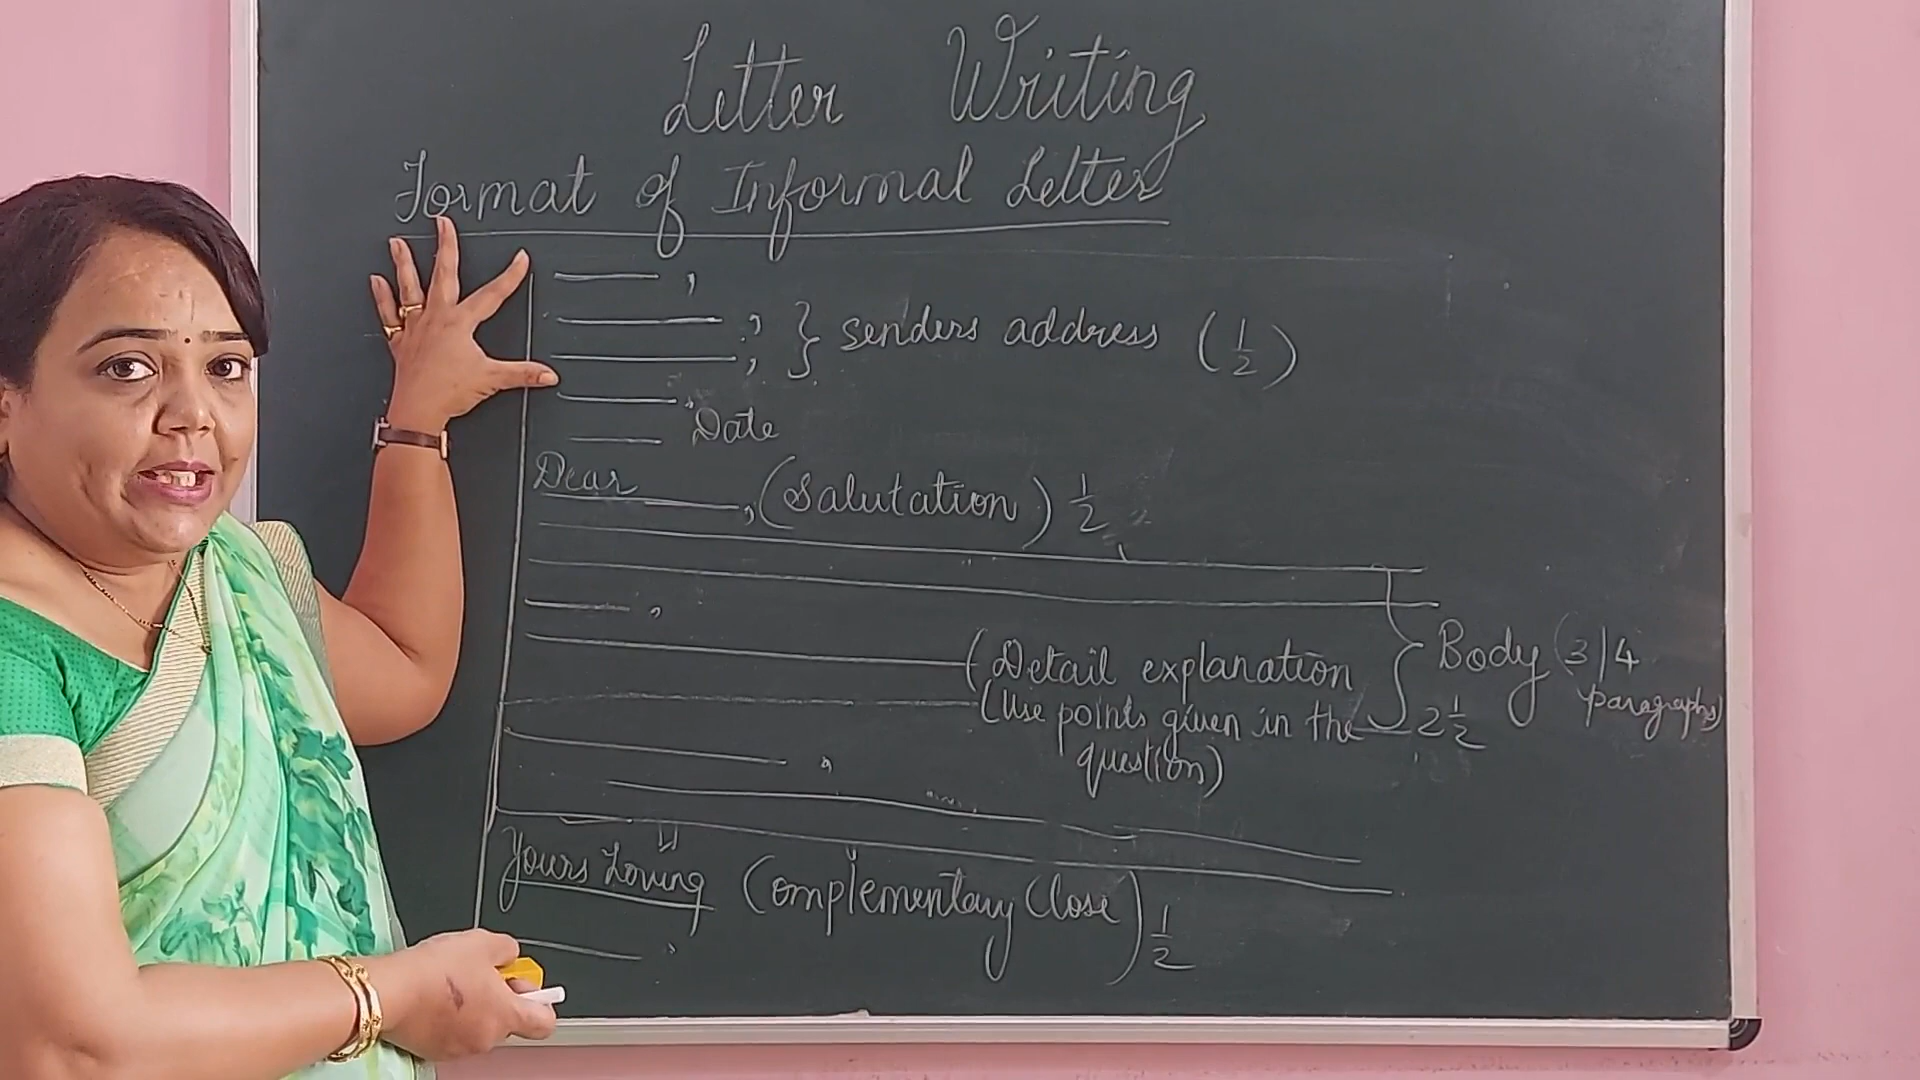 Letter Writing
Format of Informal Letter
} senders address (1/2)
Date
Dear ______, (Salutation) 1/2
(Detail explanation
(Use points given in the
question)
} Body (3/4
paragraphs)
2 1/2
Yours Loving (Complementary Close) 1/2